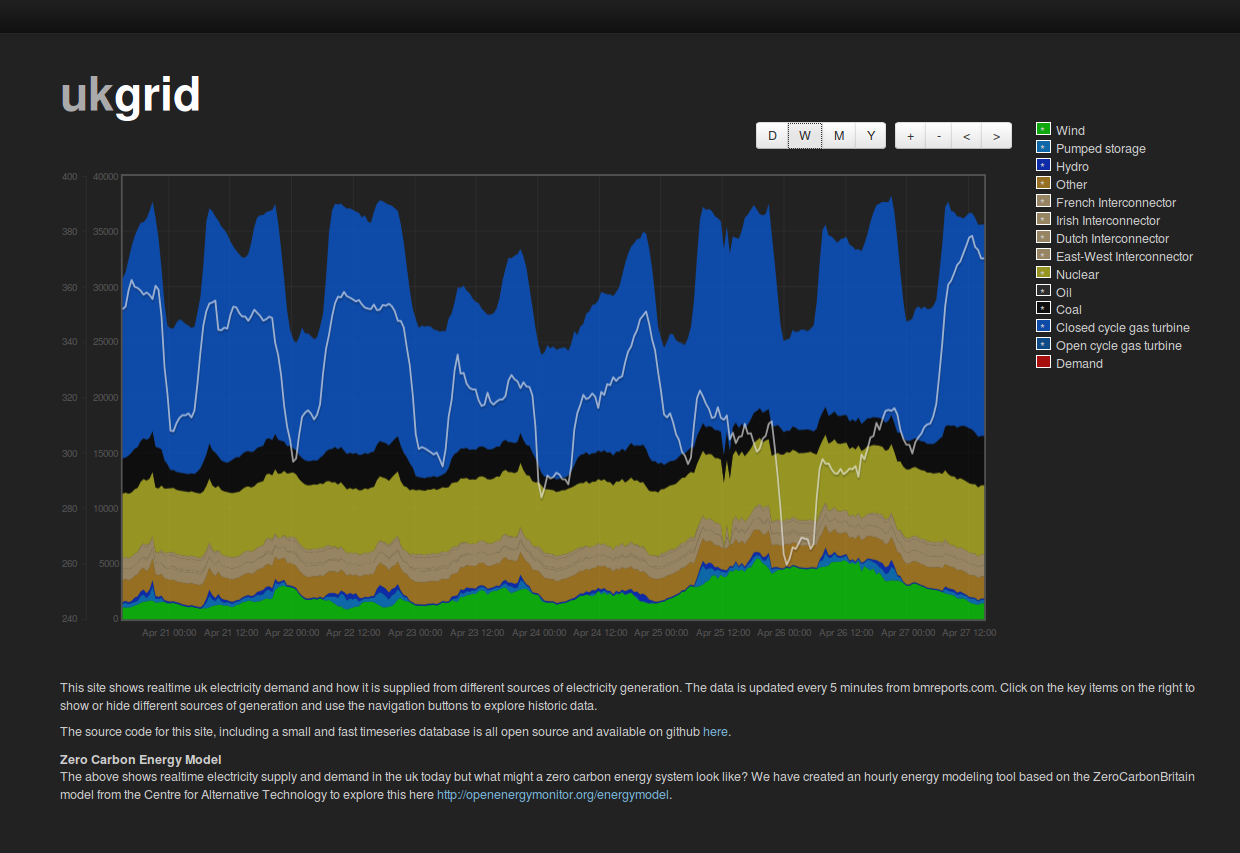 ukgrid
D W M Y + - < >
Wind
Pumped storage
Hydro
Other
French Interconnector
Irish Interconnector
Dutch Interconnector
East-West Interconnector
Nuclear
Oil
Coal
Closed cycle gas turbine
Open cycle gas turbine
Demand
400 40000
380 35000
360 30000
340 25000
320 20000
300 15000
280 10000
260 5000
240 0
Apr 21 00:00 Apr 21 12:00 Apr 22 00:00 Apr 22 12:00 Apr 23 00:00 Apr 23 12:00 Apr 24 00:00 Apr 24 12:00 Apr 25 00:00 Apr 25 12:00 Apr 26 00:00 Apr 26 12:00 Apr 27 00:00 Apr 27 12:00
This site shows realtime uk electricity demand and how it is supplied from different sources of electricity generation. The data is updated every 5 minutes from bmreports.com. Click on the key items on the right to
show or hide different sources of generation and use the navigation buttons to explore historic data.
The source code for this site, including a small and fast timeseries database is all open source and available on github here.
Zero Carbon Energy Model
The above shows realtime electricity supply and demand in the uk today but what might a zero carbon energy system look like? We have created an hourly energy modeling tool based on the ZeroCarbonBritain
model from the Centre for Alternative Technology to explore this here http://openenergymonitor.org/energymodel.